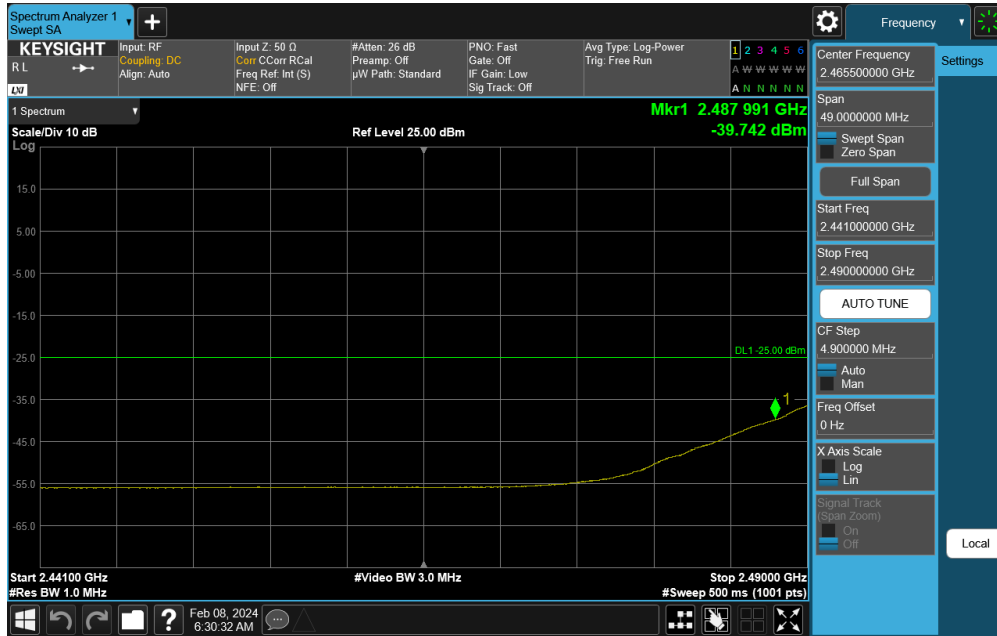 Spectrum Analyzer 1
Swept SA
+
Frequency
KEYSIGHT
R L
LXI
Input: RF
Coupling: DC
Align: Auto
Input Z: 50 Ω
Corr CCorr RCal
Freq Ref: Int (S)
NFE: Off
#Atten: 26 dB
Preamp: Off
µW Path: Standard
PNO: Fast
Gate: Off
IF Gain: Low
Sig Track: Off
Avg Type: Log-Power
Trig: Free Run
1 2 3 4 5 6
A W W W W W
A N N N N N
1 Spectrum
Scale/Div 10 dB
Log
Ref Level 25.00 dBm
Mkr1 2.487 991 GHz
-39.742 dBm
15.0
5.00
-5.00
-15.0
-25.0
-35.0
-45.0
-55.0
-65.0
DL1 -25.00 dBm
1
Start 2.44100 GHz
#Res BW 1.0 MHz
#Video BW 3.0 MHz
Stop 2.49000 GHz
#Sweep 500 ms (1001 pts)
Center Frequency
2.465500000 GHz
Settings
Span
49.0000000 MHz
Swept Span
Zero Span
Full Span
Start Freq
2.441000000 GHz
Stop Freq
2.490000000 GHz
AUTO TUNE
CF Step
4.900000 MHz
Auto
Man
Freq Offset
0 Hz
X Axis Scale
Log
Lin
Signal Track
(Span Zoom)
On
Off
Local
?
Feb 08, 2024
6:30:32 AM